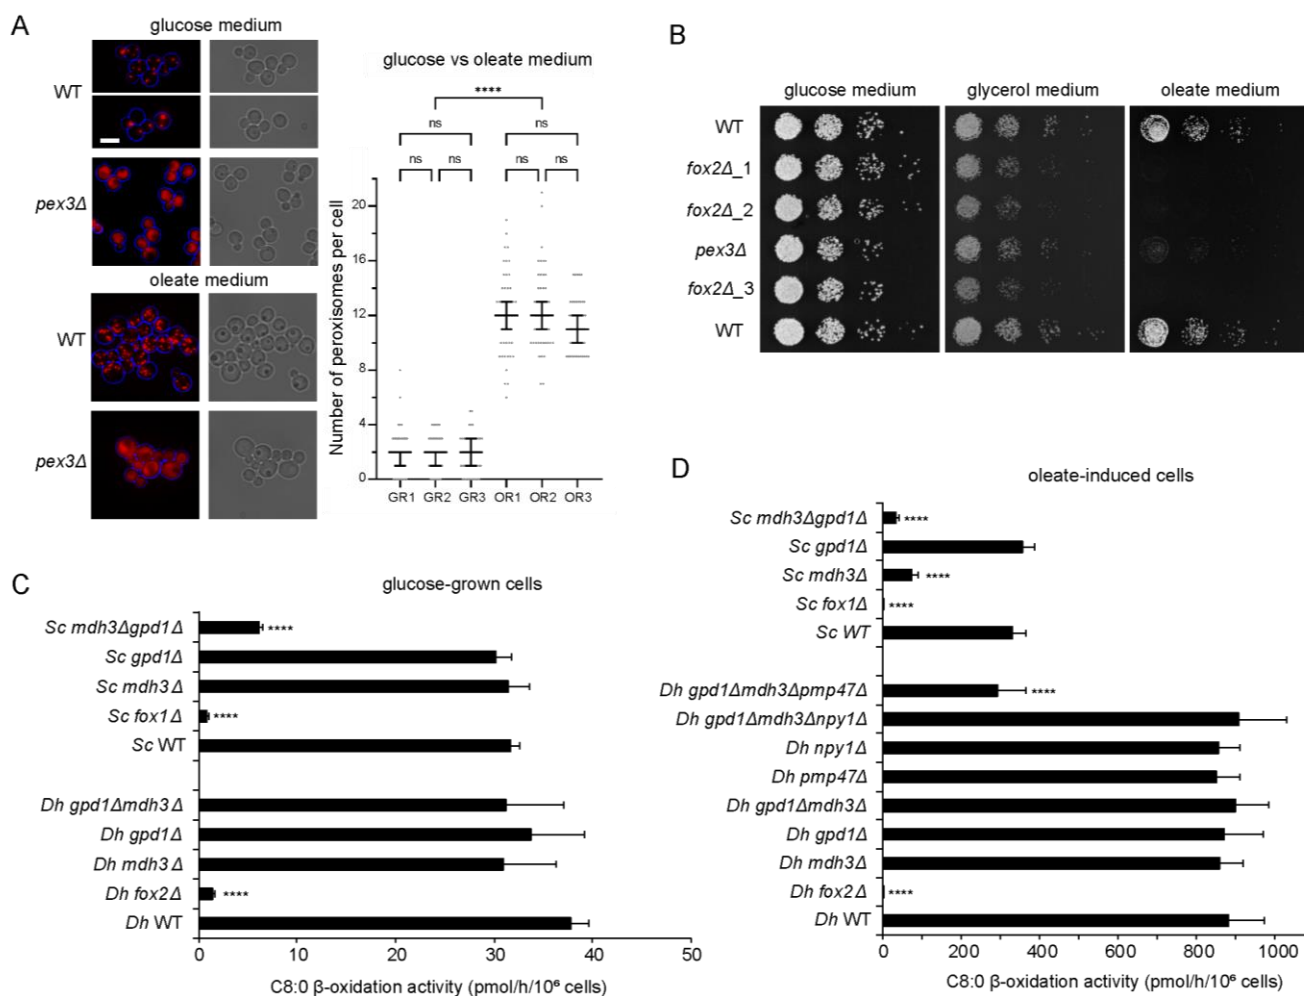 A
glucose medium
WT
pex3Δ
oleate medium
WT
pex3Δ
glucose vs oleate medium
****
ns ns
ns ns ns ns
Number of peroxisomes per cell
20
16
12
8
4
0
GR1 GR2 GR3 OR1 OR2 OR3
B
glucose medium glycerol medium oleate medium
WT
fox2Δ_1
fox2Δ_2
pex3Δ
fox2Δ_3
WT
C
glucose-grown cells
Sc mdh3Δgpd1Δ ****
Sc gpd1Δ
Sc mdh3Δ
Sc fox1Δ ****
Sc WT
Dh gpd1Δmdh3Δ
Dh gpd1Δ
Dh mdh3Δ
Dh fox2Δ ****
Dh WT
0 10 20 30 40 50
C8:0 β-oxidation activity (pmol/h/10⁶ cells)
D
oleate-induced cells
Sc mdh3Δgpd1Δ ****
Sc gpd1Δ
Sc mdh3Δ ****
Sc fox1Δ ****
Sc WT
Dh gpd1Δmdh3Δpmp47Δ ****
Dh gpd1Δmdh3Δnpy1Δ
Dh npy1Δ
Dh pmp47Δ
Dh gpd1Δmdh3Δ
Dh gpd1Δ
Dh mdh3Δ
Dh fox2Δ ****
Dh WT
0 200 400 600 800 1000
C8:0 β-oxidation activity (pmol/h/10⁶ cells)